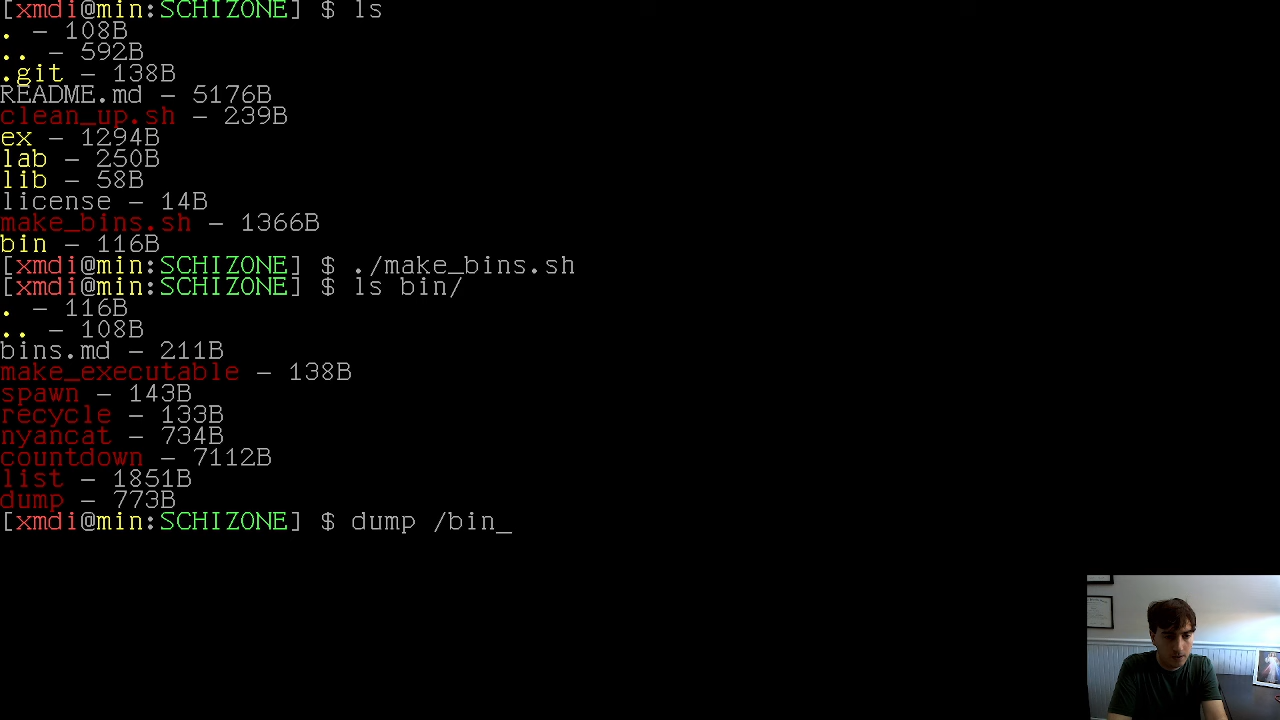 [xmdi@min:SCHIZONE] $ ls
. - 108B
.. - 592B
.git - 138B
README.md - 5176B
clean_up.sh - 239B
ex - 1294B
lab - 250B
lib - 58B
license - 14B
make_bins.sh - 1366B
bin - 116B
[xmdi@min:SCHIZONE] $ ./make_bins.sh
[xmdi@min:SCHIZONE] $ ls bin/
. - 116B
.. - 108B
bins.md - 211B
make_executable - 138B
spawn - 143B
recycle - 133B
nyancat - 734B
countdown - 7112B
list - 1851B
dump - 773B
[xmdi@min:SCHIZONE] $ dump /bin_